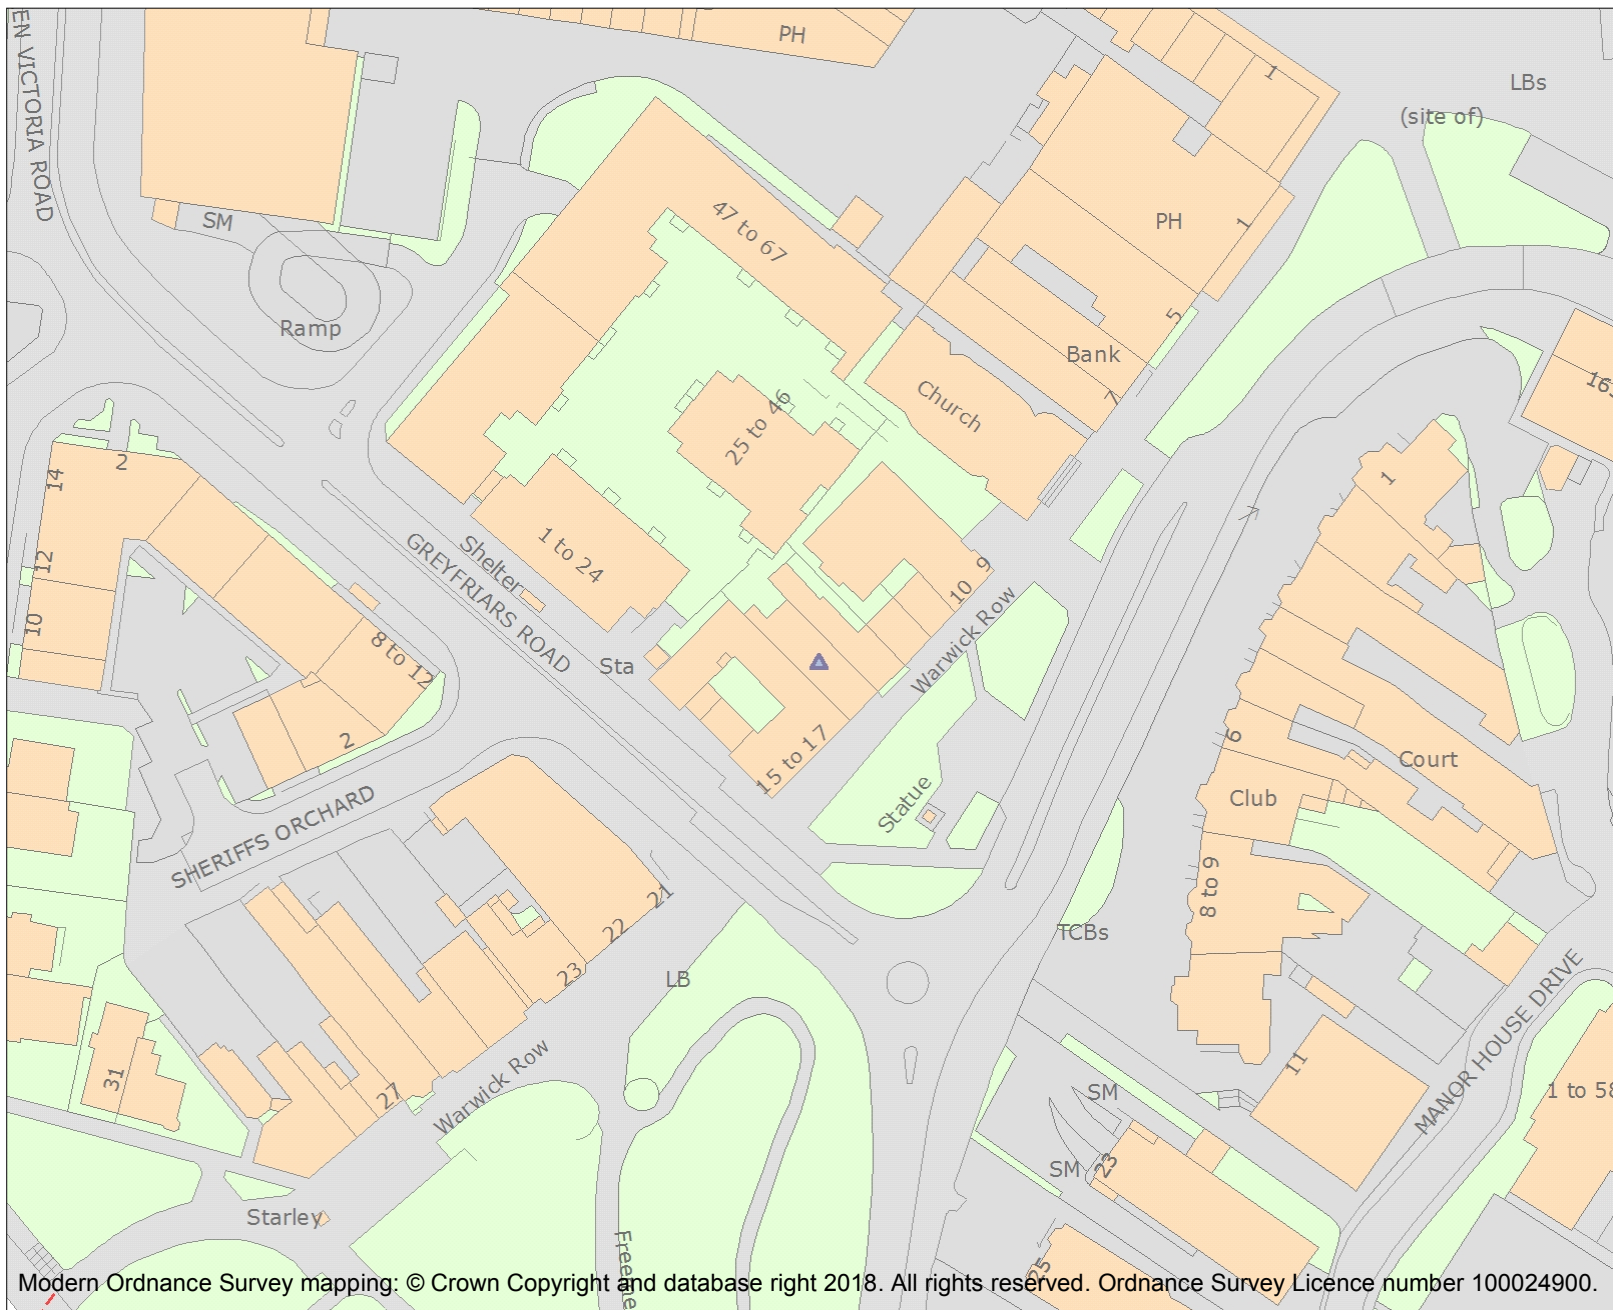 PH
1
LBs
(site of)
EN VICTORIA ROAD
SM
47 to 67
PH
1
Ramp
5
Bank
7
Church
16
25 to 46
2
14
1
12
1 to 24
Shelter
GREYFRIARS ROAD
9
10
Warwick Row
10
8 to 12
Sta
2
15 to 17
6
Court
Club
Statue
SHERIFFS ORCHARD
21
22
23
8 to 9
TCBs
LB
MANOR HOUSE DRIVE
31
27
Warwick Row
11
SM
1 to 58
SM
23
Starley
Freeme
25
Modern Ordnance Survey mapping: © Crown Copyright and database right 2018. All rights reserved. Ordnance Survey Licence number 100024900.